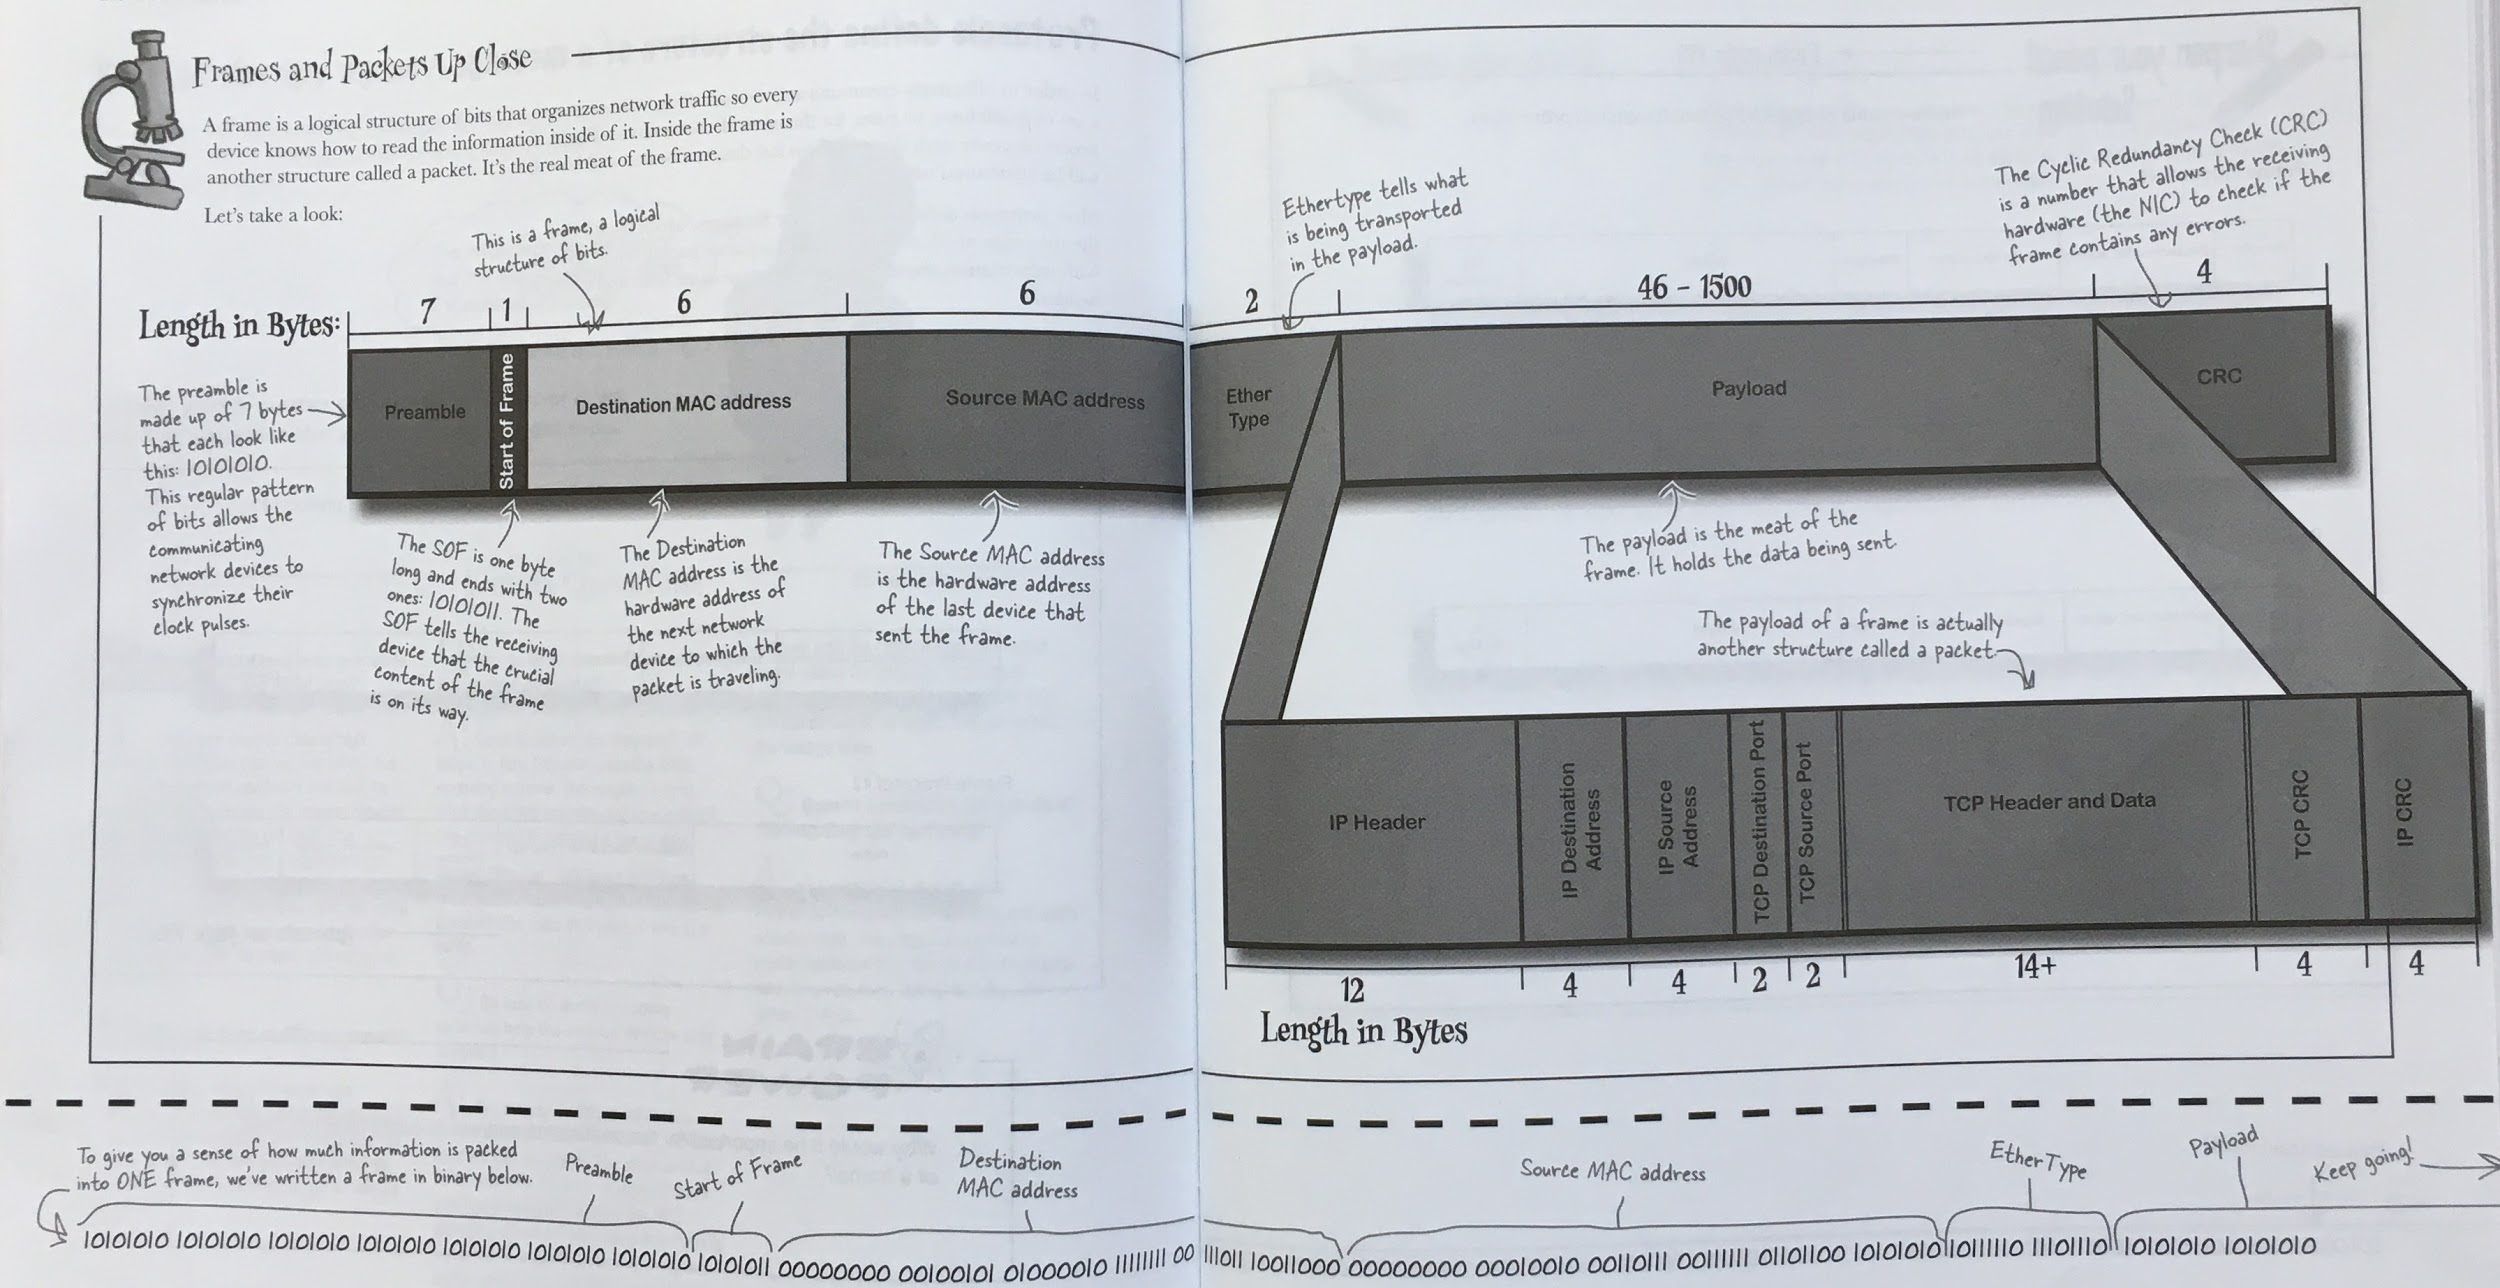 Frames and Packets Up Close
A frame is a logical structure of bits that organizes network traffic so every
device knows how to read the information inside of it. Inside the frame is
another structure called a packet. It's the real meat of the frame.
Let's take a look:
This is a frame, a logical
structure of bits.
Ethertype tells what
is being transported
in the payload.
The Cyclic Redundancy Check (CRC)
is a number that allows the receiving
hardware (the NIC) to check if the
frame contains any errors.
Length in Bytes:
7
1
6
6
2
46 - 1500
4
Preamble
Start of Frame
Destination MAC address
Source MAC address
Ether
Type
Payload
CRC
The preamble is
made up of 7 bytes
that each look like
this: 10101010.
This regular pattern
of bits allows the
communicating
network devices to
synchronize their
clock pulses.
The SOF is one byte
long and ends with two
ones: 10101011. The
SOF tells the receiving
device that the crucial
content of the frame
is on its way.
The Destination
MAC address is the
hardware address of
the next network
device to which the
packet is traveling.
The Source MAC address
is the hardware address
of the last device that
sent the frame.
The payload is the meat of the
frame. It holds the data being sent.
The payload of a frame is actually
another structure called a packet.
IP Header
IP Destination
Address
IP Source
Address
TCP Destination Port
TCP Source Port
TCP Header and Data
TCP CRC
IP CRC
12
4
4
2
2
14+
4
4
Length in Bytes
To give you a sense of how much information is packed
into ONE frame, we've written a frame in binary below.
Preamble
Start of Frame
Destination
MAC address
Source MAC address
EtherType
Payload
Keep going!
10101010 10101010 10101010 10101010 10101010 10101010 10101010 10101011 00000000 00100101 01000010 11111111 00 111011 10011000 00000000 00010010 00110111 00111111 01101100 10101010 10111110 11101110 10101010 10101010